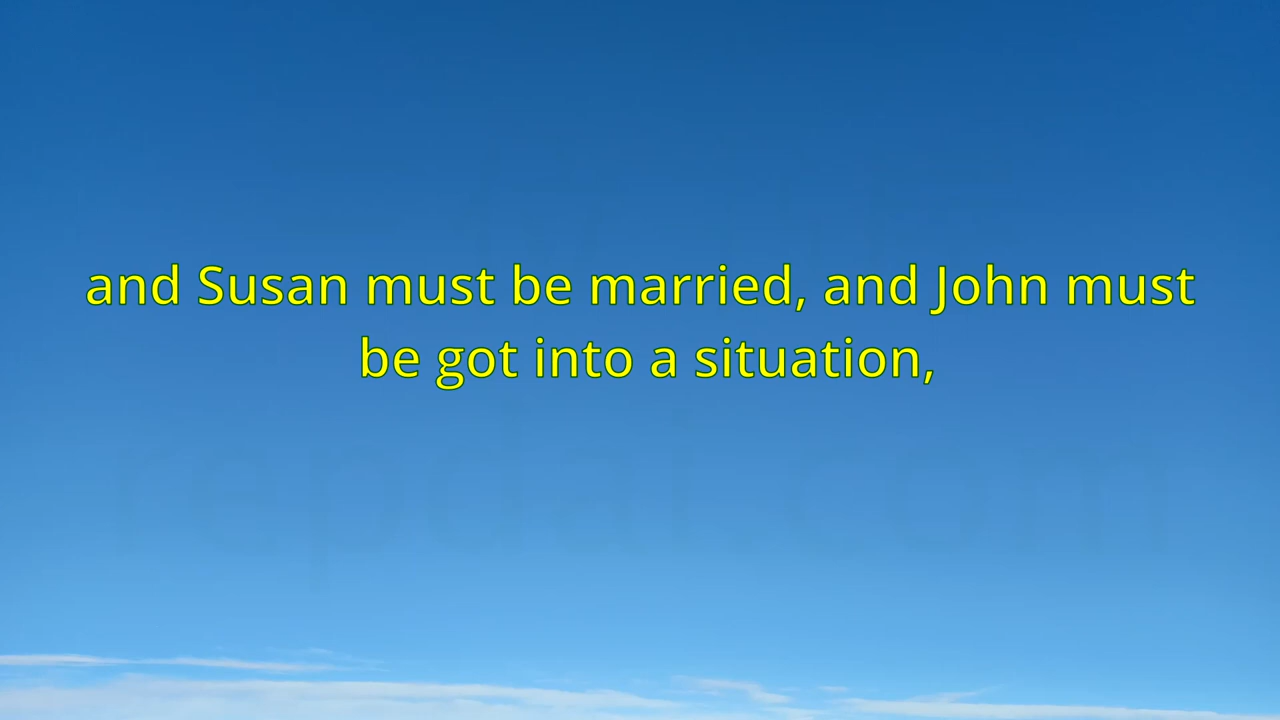 and Susan must be married, and John must
be got into a situation,